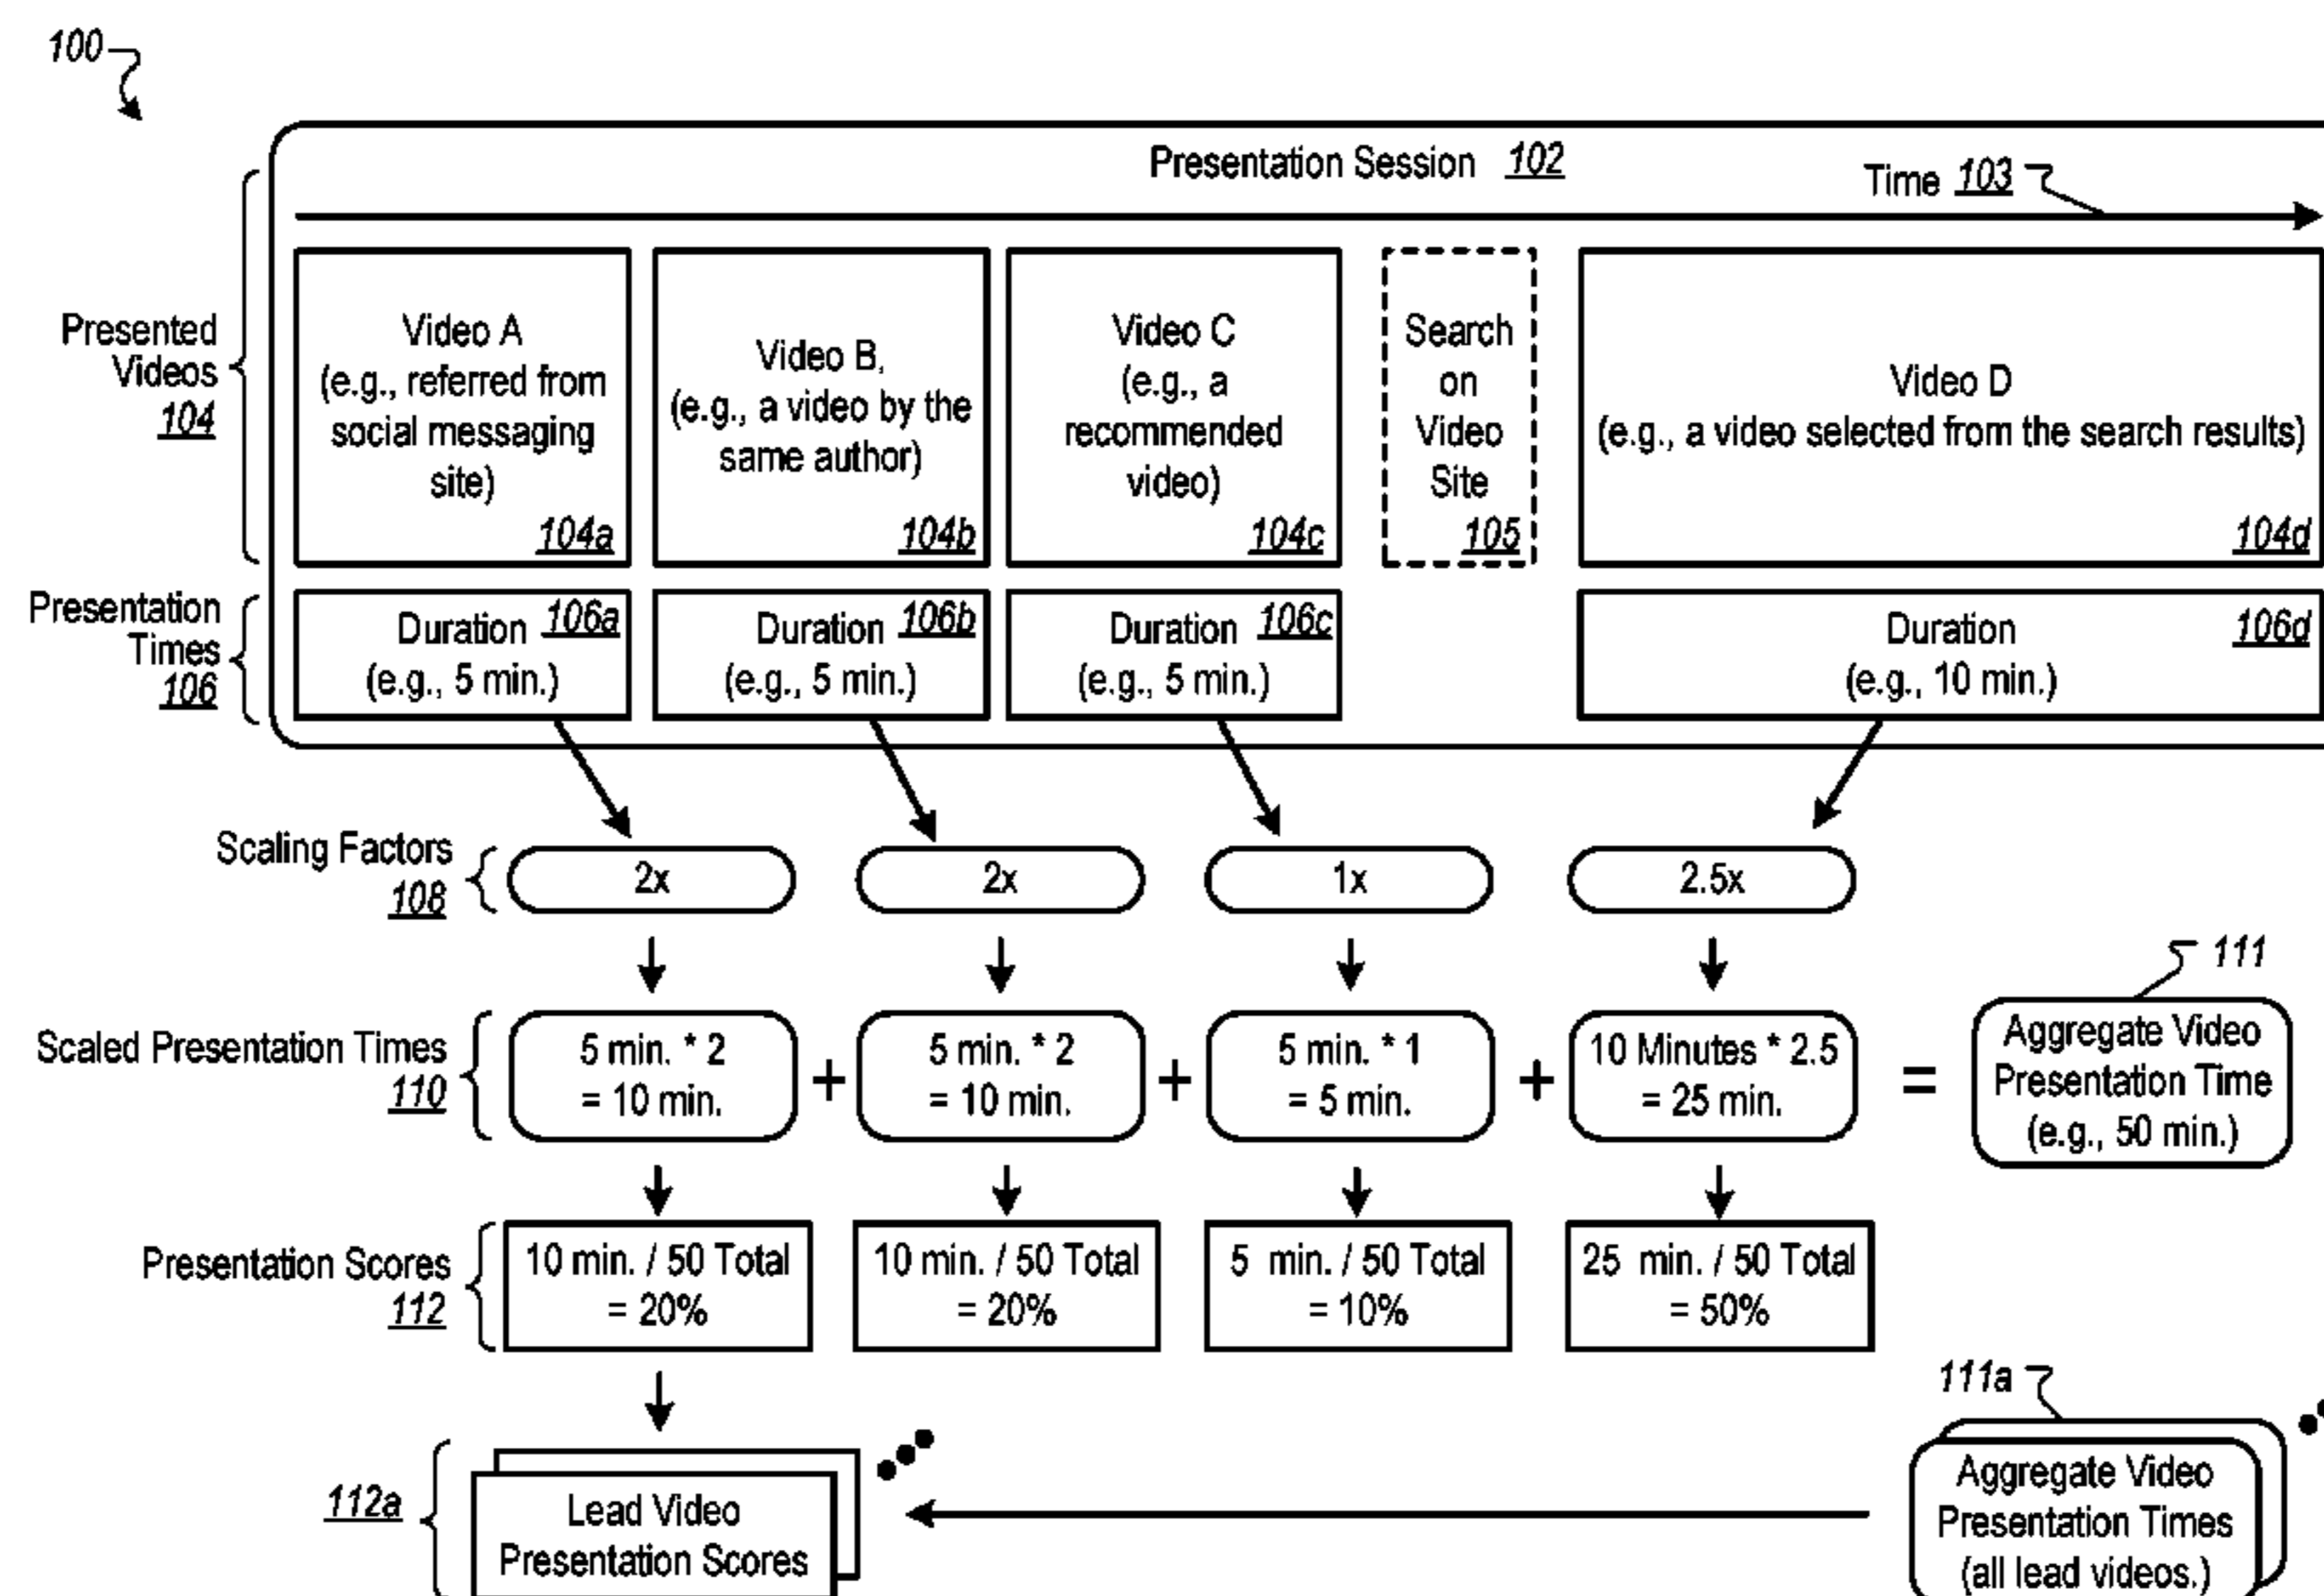 100
Presentation Session 102
Time 103
Presented
Videos
104
Video A
(e.g., referred from
social messaging
site)
104a
Video B,
(e.g., a video by the
same author)
104b
Video C
(e.g., a
recommended
video)
104c
Search
on
Video
Site
105
Video D
(e.g., a video selected from the search results)
104d
Presentation
Times
106
Duration 106a
(e.g., 5 min.)
Duration 106b
(e.g., 5 min.)
Duration 106c
(e.g., 5 min.)
Duration 106d
(e.g., 10 min.)
Scaling Factors
108
2x
2x
1x
2.5x
111
Scaled Presentation Times
110
5 min. * 2
= 10 min.
+
5 min. * 2
= 10 min.
+
5 min. * 1
= 5 min.
+
10 Minutes * 2.5
= 25 min.
=
Aggregate Video
Presentation Time
(e.g., 50 min.)
Presentation Scores
112
10 min. / 50 Total
= 20%
10 min. / 50 Total
= 20%
5 min. / 50 Total
= 10%
25 min. / 50 Total
= 50%
111a
112a
Lead Video
Presentation Scores
Aggregate Video
Presentation Times
(all lead videos.)